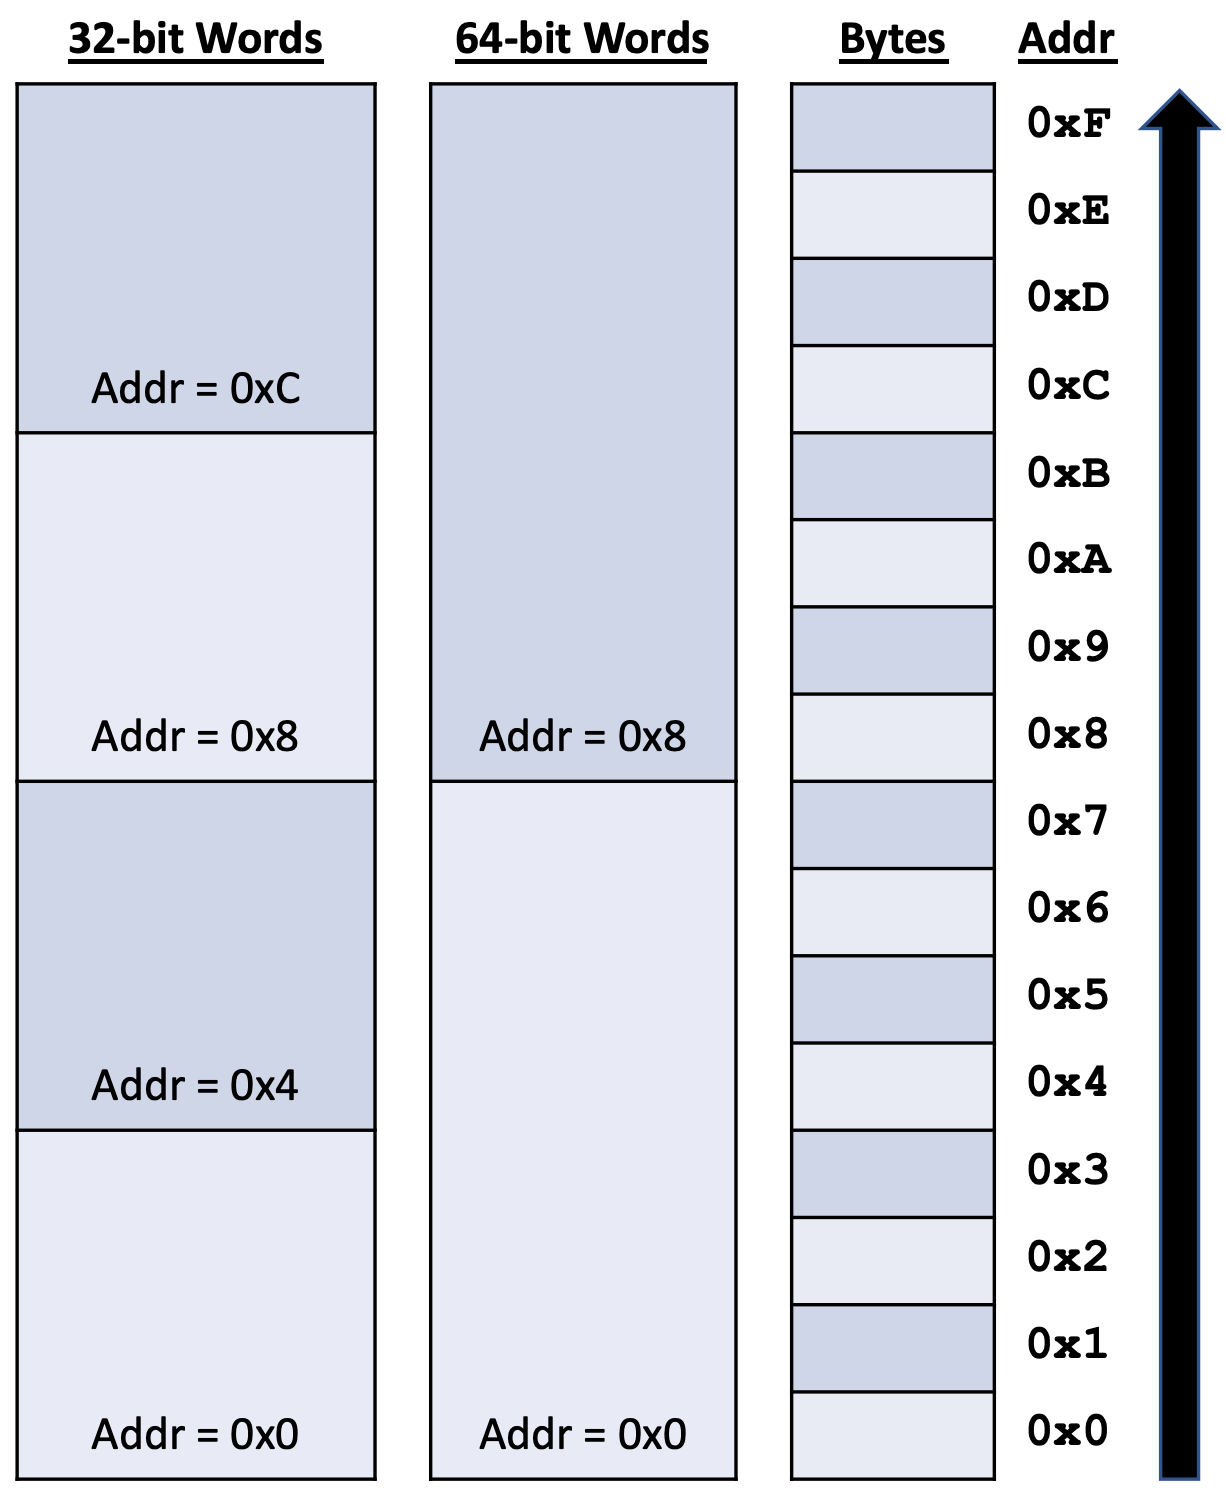 32-bit Words 64-bit Words Bytes Addr
0xF
0xE
0xD
Addr = 0xC 0xC
0xB
0xA
0x9
Addr = 0x8 Addr = 0x8 0x8
0x7
0x6
0x5
Addr = 0x4 0x4
0x3
0x2
0x1
Addr = 0x0 Addr = 0x0 0x0